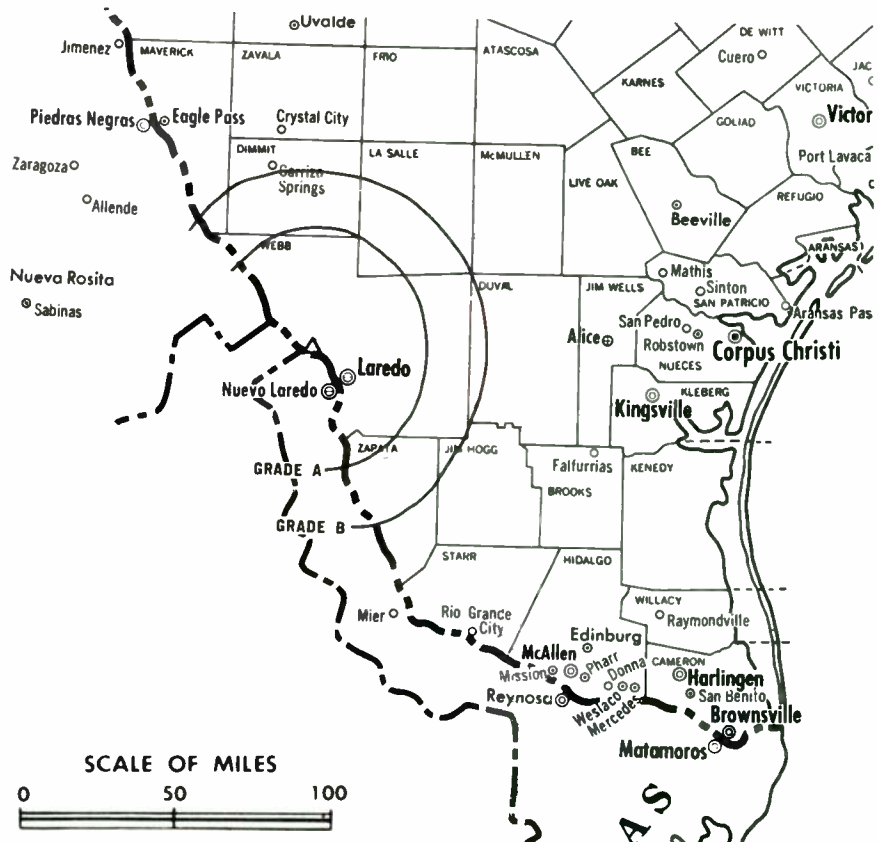 Uvalde
DE WITT
Jimenez
MAVERICK
ZAVALA
FRIO
ATASCOSA
Cuero
JAC
KARNES
VICTORIA
Piedras Negras
Eagle Pass
Crystal City
GOLIAD
Victor
DIMMIT
LA SALLE
McMULLEN
BEE
Port Lavaca
Zaragoza
Carrizo
Springs
LIVE OAK
REFUGIO
Allende
Beeville
WEBB
ARANSAS
Nueva Rosita
Mathis
Sabinas
DUVAL
JIM WELLS
Sinton
SAN PATRICIO
Aransas Pas
San Pedro
Alice
Robstown
Corpus Christi
NUECES
Laredo
Nuevo Laredo
KLEBERG
Kingsville
ZAPATA
JIM HOGG
GRADE A
Falfurrias
KENEDY
BROOKS
GRADE B
STARR
HIDALGO
WILLACY
Mier
Rio Grance
City
Raymondville
Edinburg
McAllen
Mission
Pharr
Donna
CAMERON
Harlingen
Reynosa
Weslaco
Mercedes
San Benito
Brownsville
Matamoros
SCALE OF MILES
0 50 100
AS